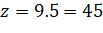 z = 9.5 = 45